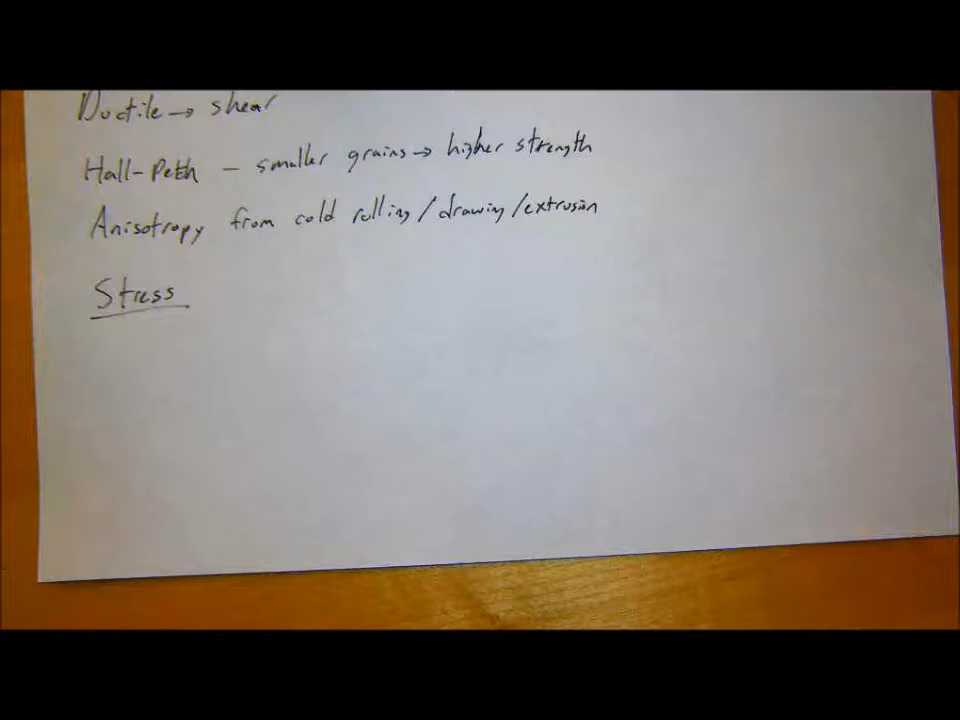 Ductile → shear
Hall-Petch - smaller grains → higher strength
Anisotropy from cold rolling/drawing/extrusion
Stress